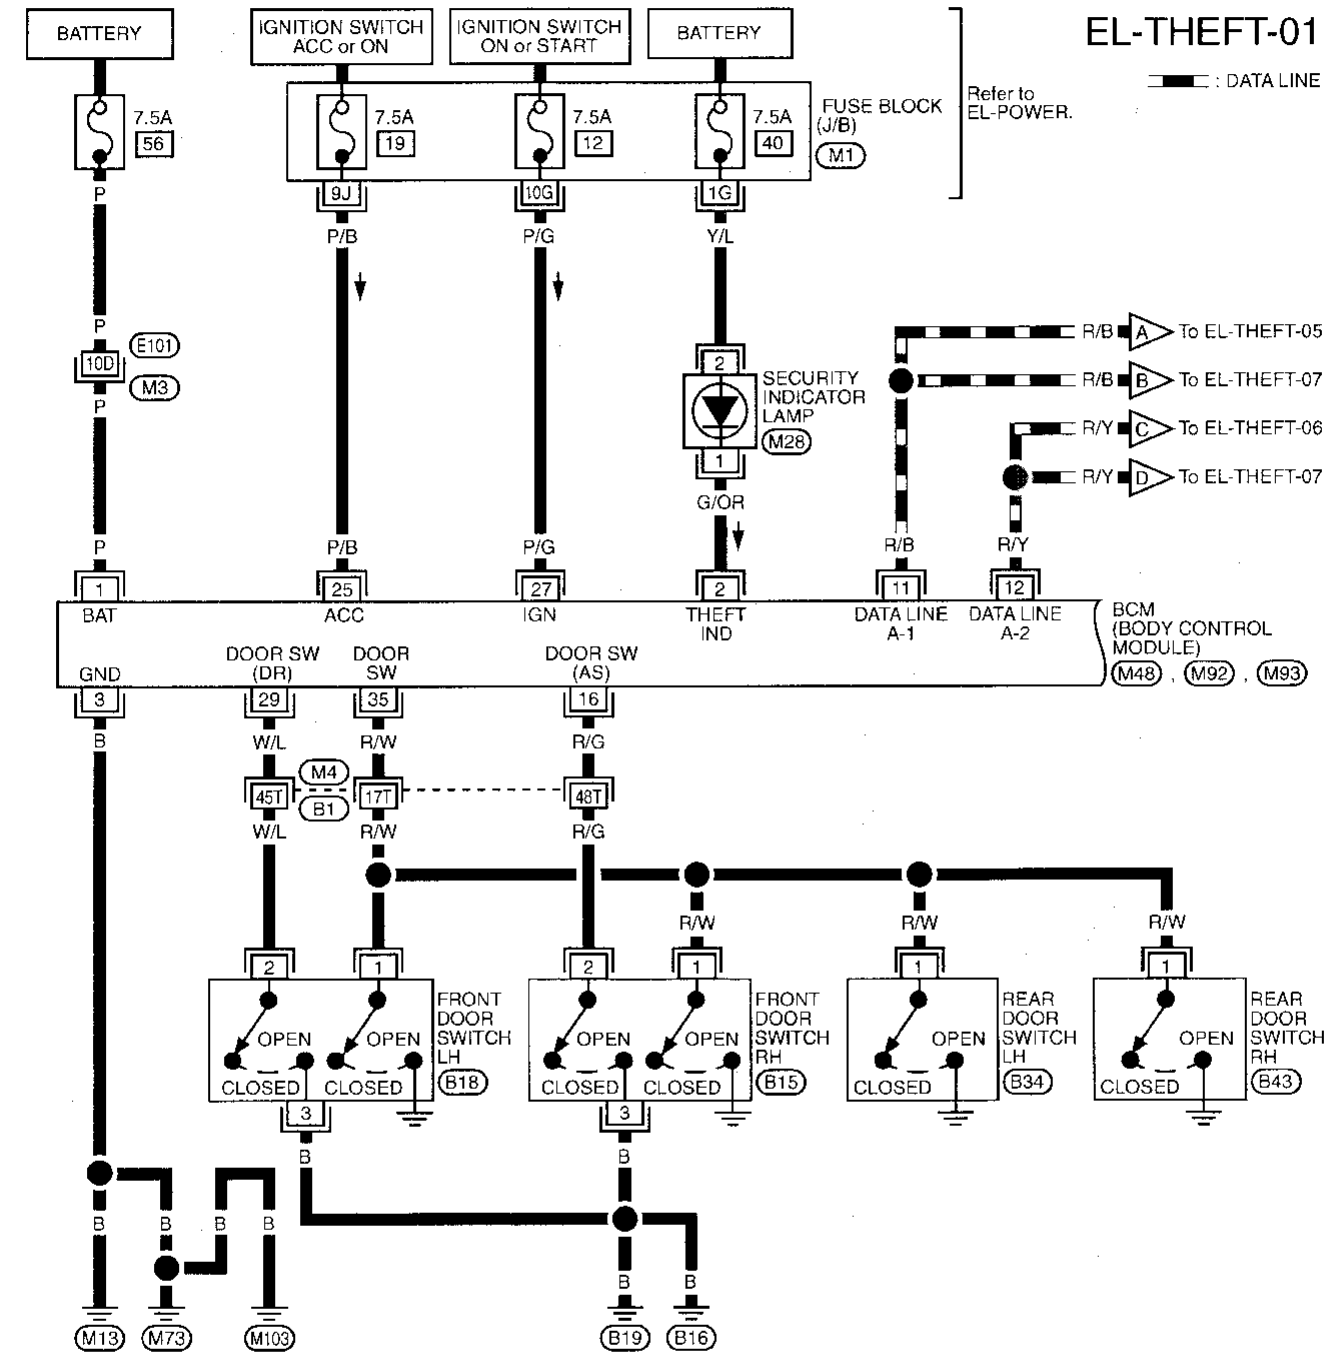 EL-THEFT-01
: DATA LINE
BATTERY
IGNITION SWITCH
ACC or ON
IGNITION SWITCH
ON or START
BATTERY
7.5A
56
7.5A
19
7.5A
12
7.5A
40
FUSE BLOCK
(J/B)
M1
Refer to
EL-POWER.
9J
10G
1G
P
P/B
P/G
Y/L
P
10D
E101
M3
P
2
SECURITY
INDICATOR
LAMP
M28
1
G/OR
R/B
A
To EL-THEFT-05
R/B
B
To EL-THEFT-07
R/Y
C
To EL-THEFT-06
R/Y
D
To EL-THEFT-07
P
P/B
P/G
R/B
R/Y
1
25
27
2
11
12
BAT
ACC
IGN
THEFT
IND
DATA LINE
A-1
DATA LINE
A-2
BCM
(BODY CONTROL
MODULE)
M48 , M92 , M93
GND
DOOR SW
(DR)
DOOR
SW
DOOR SW
(AS)
3
29
35
16
B
W/L
R/W
R/G
45T
M4
B1
17T
48T
W/L
R/W
R/G
R/W
R/W
R/W
2
1
2
1
1
1
OPEN
CLOSED
OPEN
CLOSED
FRONT
DOOR
SWITCH
LH
B18
OPEN
CLOSED
OPEN
CLOSED
FRONT
DOOR
SWITCH
RH
B15
OPEN
CLOSED
REAR
DOOR
SWITCH
LH
B34
OPEN
CLOSED
REAR
DOOR
SWITCH
RH
B43
3
3
B
B
B
B
B
B
B
B
M13
M73
M103
B19
B16